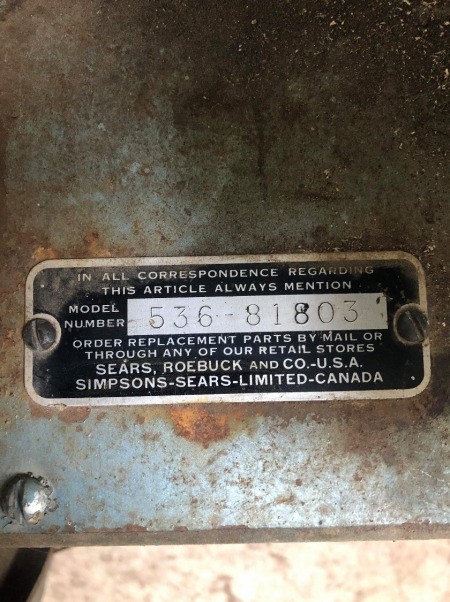 IN ALL CORRESPONDENCE REGARDING
THIS ARTICLE ALWAYS MENTION
MODEL
NUMBER 536-81803
ORDER REPLACEMENT PARTS BY MAIL OR
THROUGH ANY OF OUR RETAIL STORES
SEARS, ROEBUCK AND CO.-U.S.A.
SIMPSONS-SEARS-LIMITED-CANADA